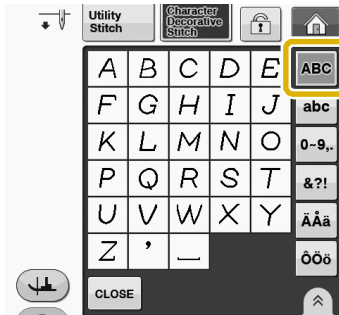 Utility Stitch
Character Decorative Stitch
A B C D E ABC
F G H I J abc
K L M N O 0~9,.
P Q R S T &?!
U V W X Y ÄÅä
Z ’ _ ÔÖö
CLOSE